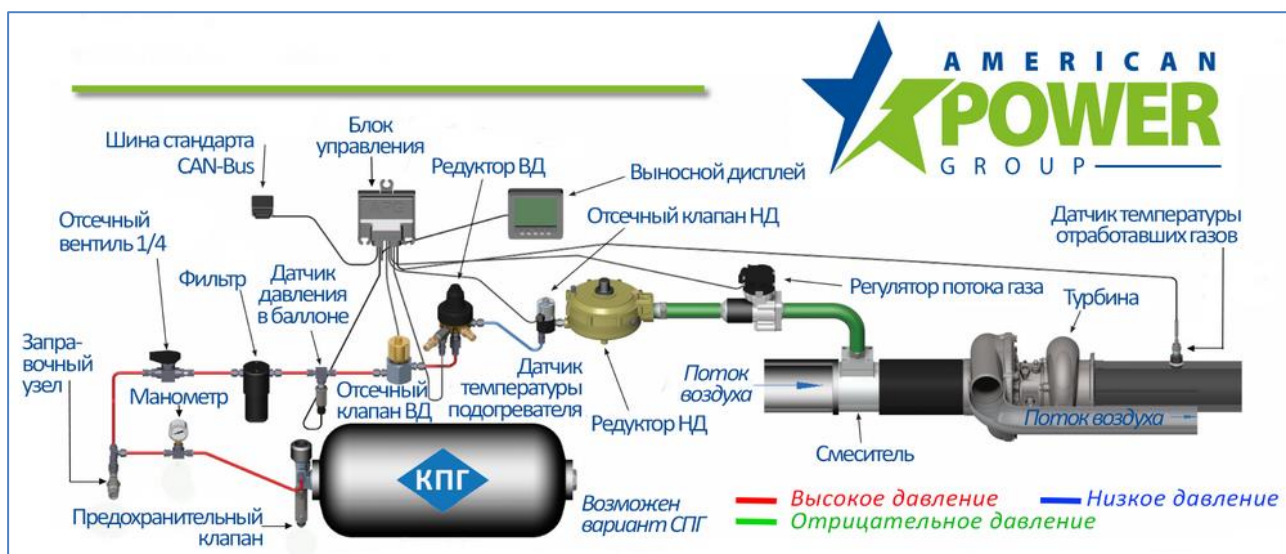 AMERICAN
POWER
GROUP
Шина стандарта
CAN-Bus
Блок
управления
APG
Редуктор ВД
Выносной дисплей
Отсечный клапан НД
Датчик температуры
отработавших газов
Отсечный
вентиль 1/4
Фильтр
Датчик
давления
в баллоне
Регулятор потока газа
Турбина
Запра-
вочный
узел
Манометр
Отсечный
клапан ВД
Датчик
температуры
подогревателя
Редуктор НД
Поток
воздуха
Смеситель
Поток воздуха
КПГ
Предохранительный
клапан
Возможен
вариант СПГ
Высокое давление
Низкое давление
Отрицательное давление